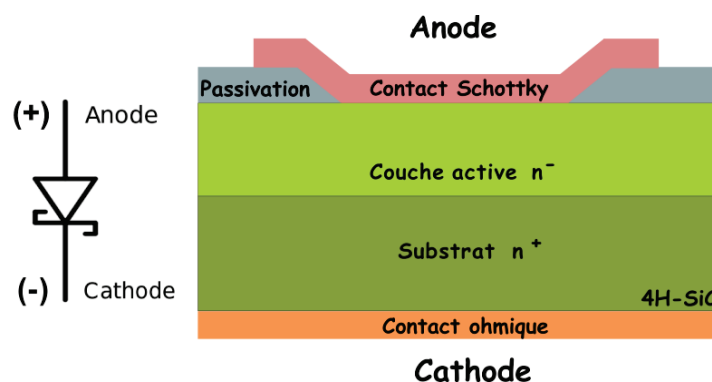 Anode
(+) Anode
Passivation
Contact Schottky
Couche active n⁻
Substrat n⁺
(-) Cathode
4H-SiC
Contact ohmique
Cathode